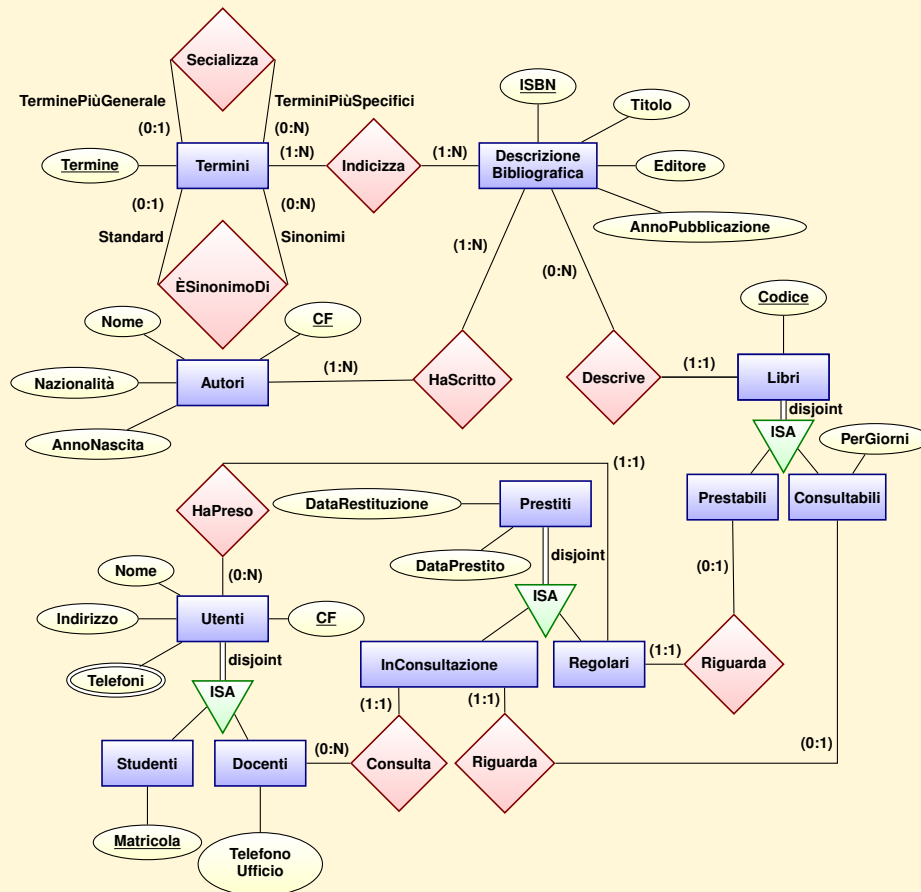 Secializza
TerminePiùGenerale
TerminiPiùSpecifici
(0:1)
(0:N)
ISBN
Titolo
Termine
Termini
(1:N)
Indicizza
(1:N)
Descrizione
Bibliografica
Editore
AnnoPubblicazione
(0:1)
(0:N)
Standard
Sinonimi
ÈSinonimoDi
(1:N)
(0:N)
Nome
CF
Codice
Nazionalità
Autori
(1:N)
HaScritto
Descrive
(1:1)
Libri
AnnoNascita
disjoint
ISA
PerGiorni
HaPreso
(1:1)
DataRestituzione
Prestiti
Prestabili
Consultabili
DataPrestito
disjoint
(0:1)
Nome
(0:N)
ISA
Indirizzo
Utenti
CF
disjoint
Telefoni
ISA
InConsultazione
Regolari
(1:1)
Riguarda
(1:1)
(1:1)
(0:1)
Studenti
Docenti
(0:N)
Consulta
Riguarda
Matricola
Telefono
Ufficio